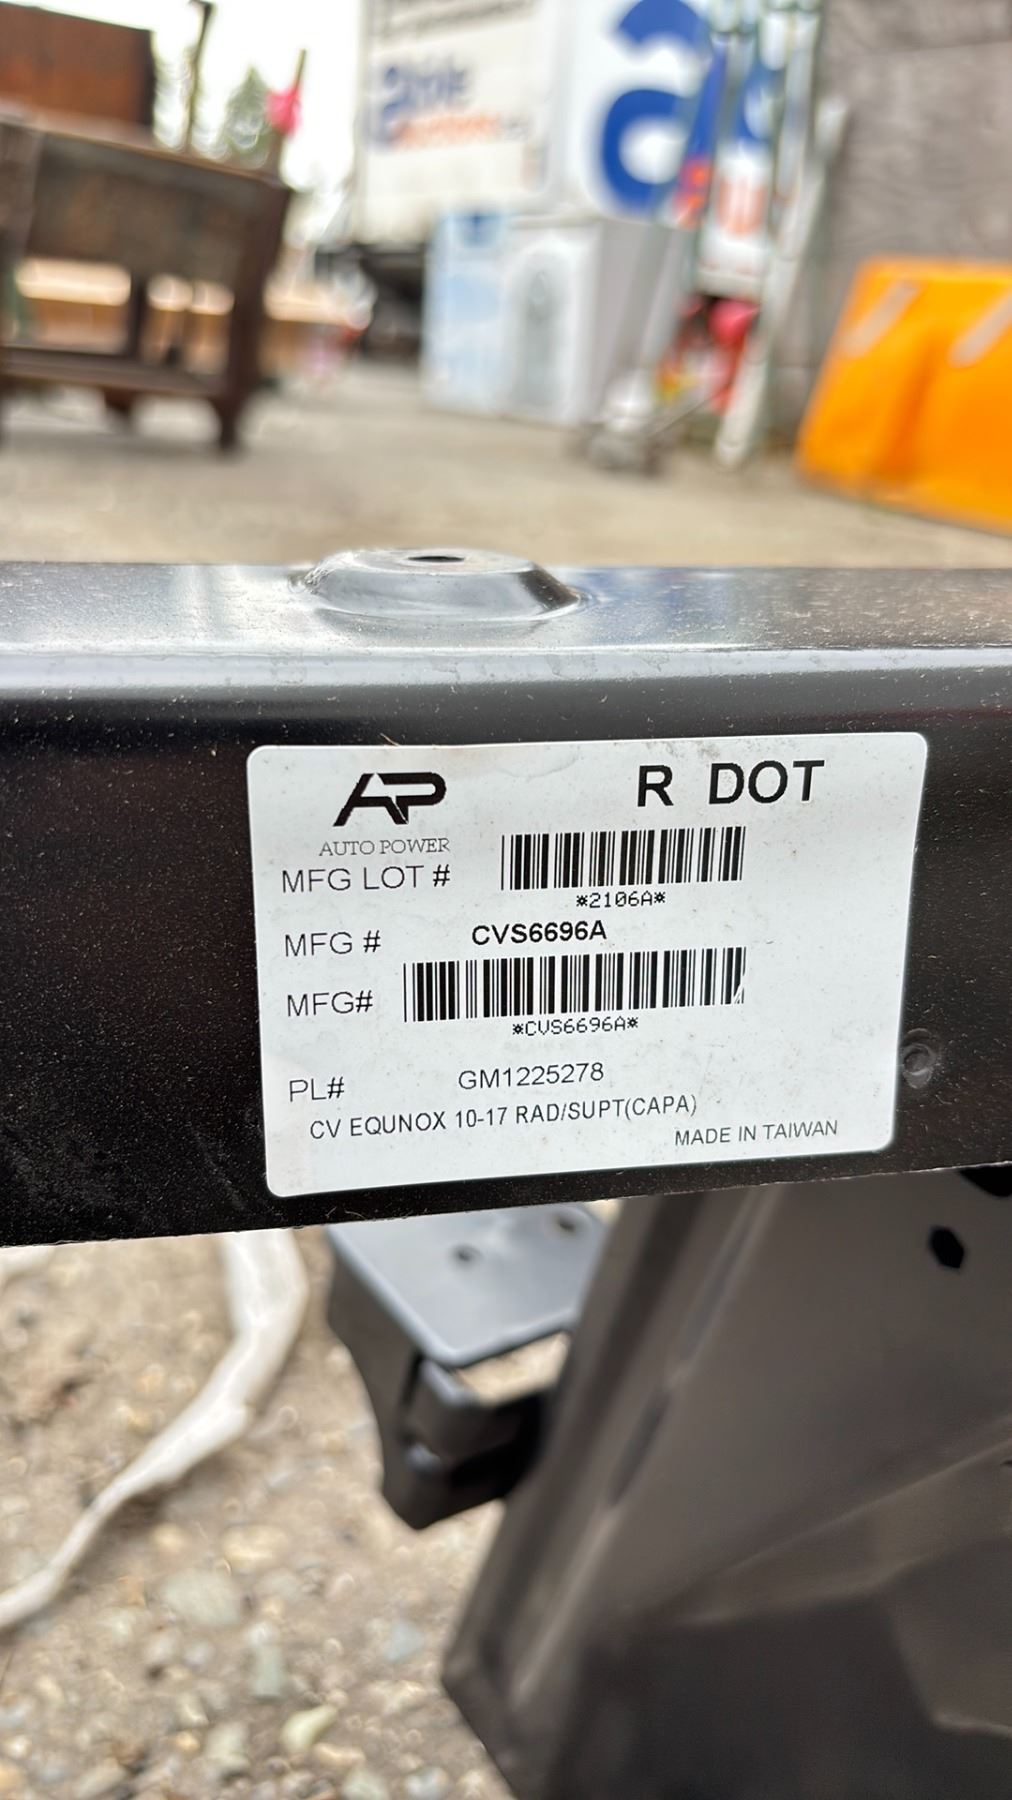 AP
AUTO POWER
R DOT
MFG LOT #
*2106A*
MFG # CVS6696A
MFG#
*CVS6696A*
PL# GM1225278
CV EQUNOX 10-17 RAD/SUPT(CAPA)
MADE IN TAIWAN